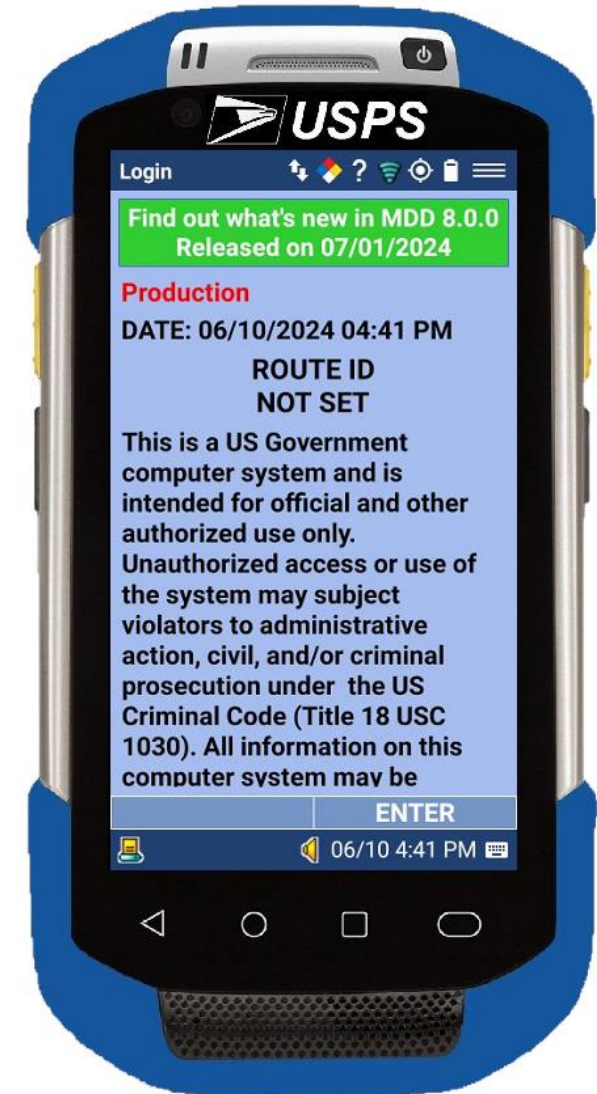 USPS
Login ?
Find out what's new in MDD 8.0.0
Released on 07/01/2024
Production
DATE: 06/10/2024 04:41 PM
ROUTE ID
NOT SET
This is a US Government
computer system and is
intended for official and other
authorized use only.
Unauthorized access or use of
the system may subject
violators to administrative
action, civil, and/or criminal
prosecution under  the US
Criminal Code (Title 18 USC
1030). All information on this
computer system may be
ENTER
06/10 4:41 PM